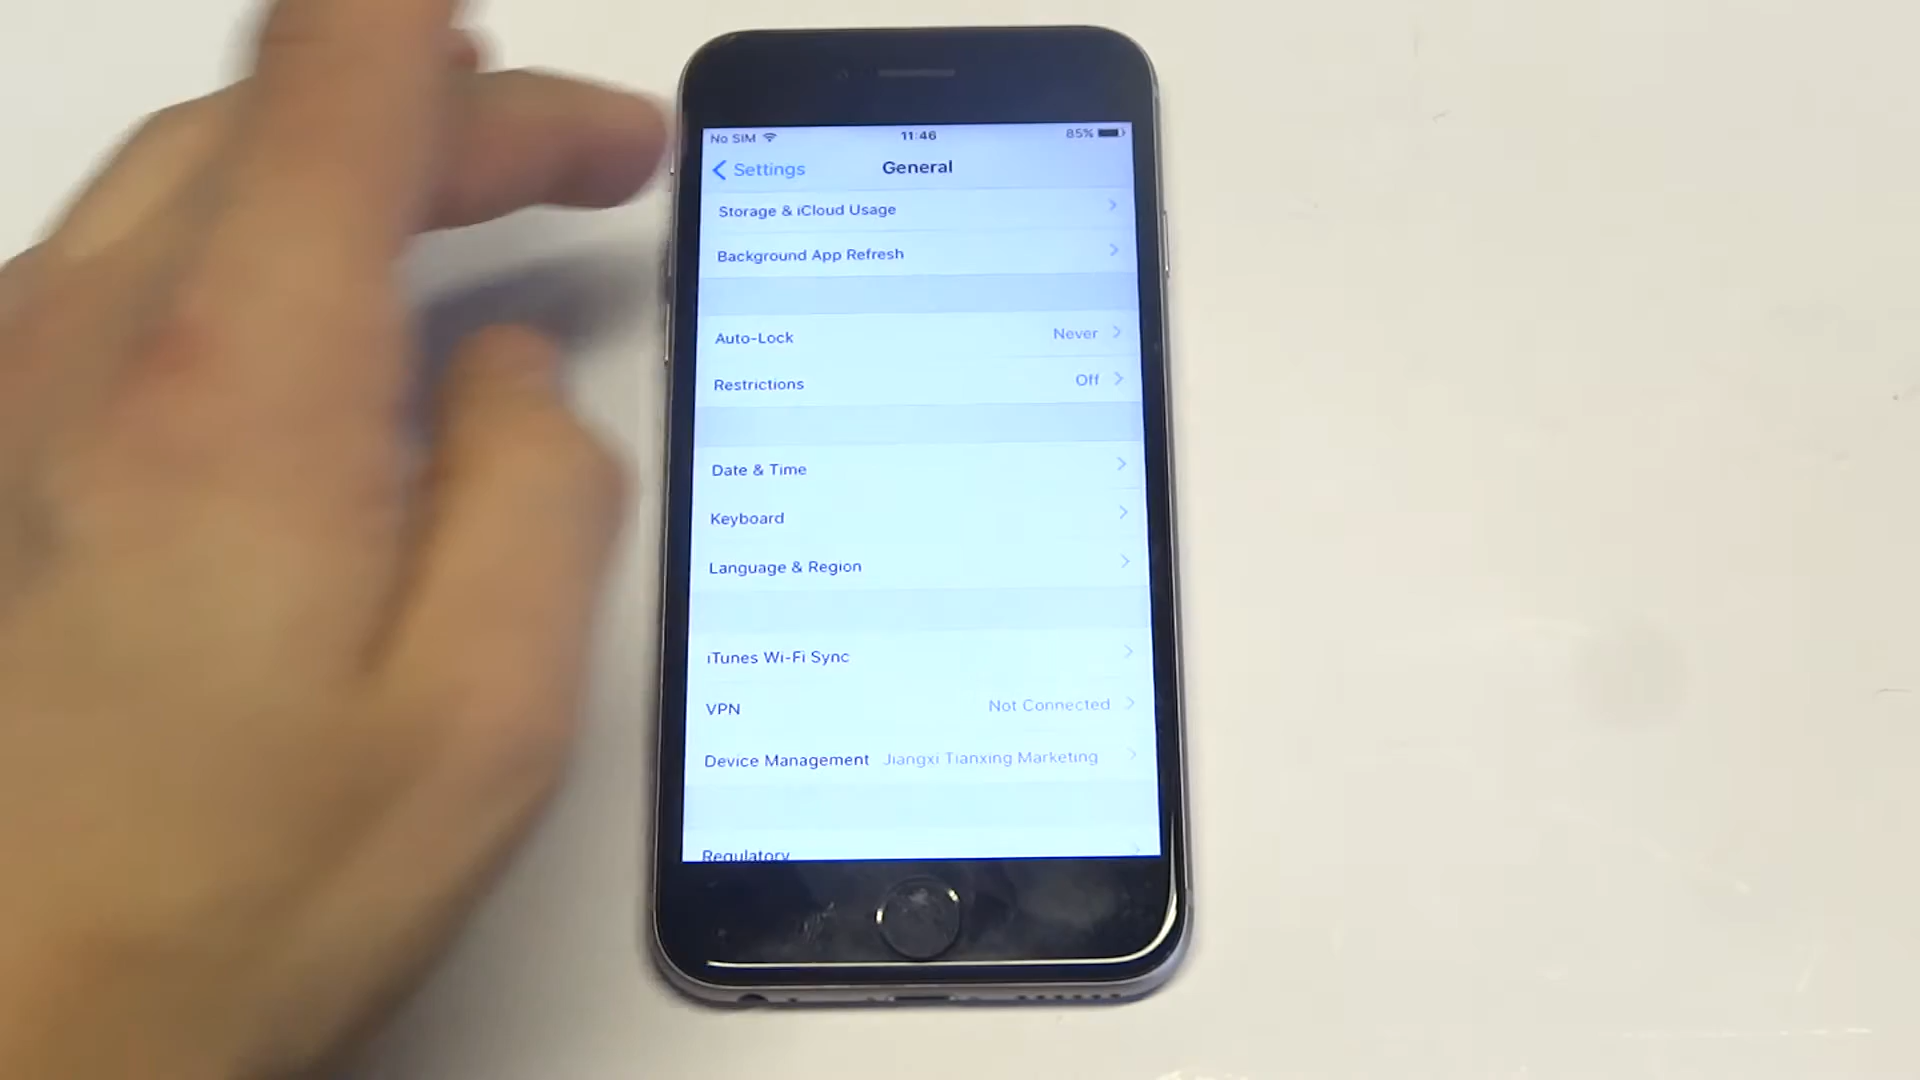 No SIM 11:46 85%
Settings General
Storage & iCloud Usage
Background App Refresh
Auto-Lock Never
Restrictions Off
Date & Time
Keyboard
Language & Region
iTunes Wi-Fi Sync
VPN Not Connected
Device Management Jiangxi Tianxing Marketing
Regulatory